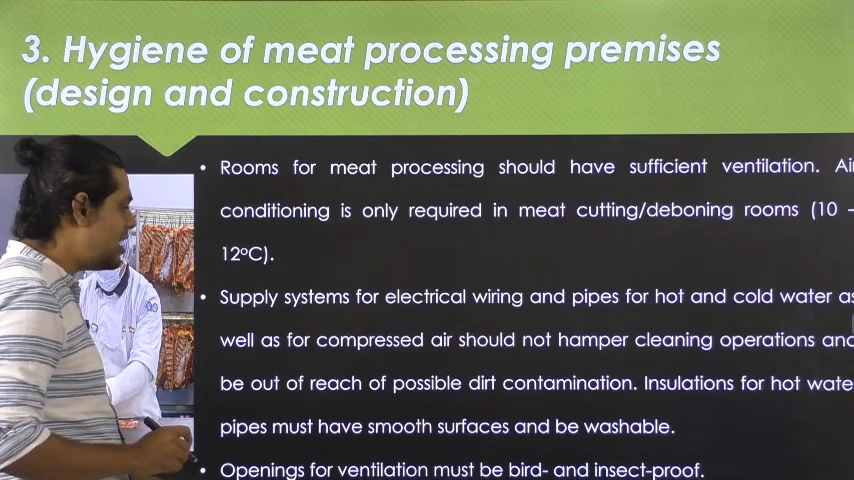 3. Hygiene of meat processing premises
(design and construction)
• Rooms for meat processing should have sufficient ventilation. Air
conditioning is only required in meat cutting/deboning rooms (10 –
12°C).
• Supply systems for electrical wiring and pipes for hot and cold water as
well as for compressed air should not hamper cleaning operations and
be out of reach of possible dirt contamination. Insulations for hot wate
pipes must have smooth surfaces and be washable.
• Openings for ventilation must be bird- and insect-proof.